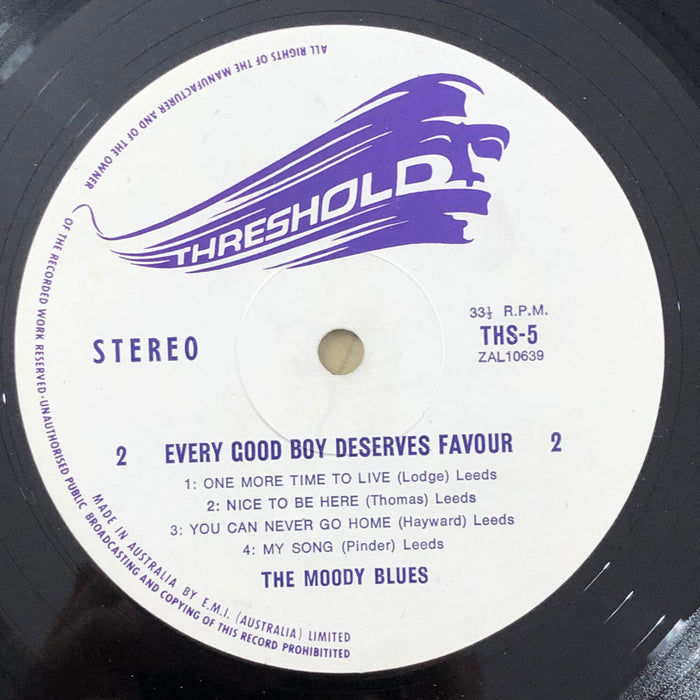 ALL RIGHTS OF THE MANUFACTURER AND OF THE OWNER
OF THE RECORDED WORK RESERVED·UNAUTHORISED PUBLIC BROADCASTING AND COPYING OF THIS RECORD PROHIBITITED
THRESHOLD
STEREO
33⅓ R.P.M.
THS-5
ZAL10639
2 EVERY GOOD BOY DESERVES FAVOUR 2
1: ONE MORE TIME TO LIVE (Lodge) Leeds
2: NICE TO BE HERE (Thomas) Leeds
3: YOU CAN NEVER GO HOME (Hayward) Leeds
4: MY SONG (Pinder) Leeds
THE MOODY BLUES
MADE IN AUSTRALIA BY E.M.I. (AUSTRALIA) LIMITED